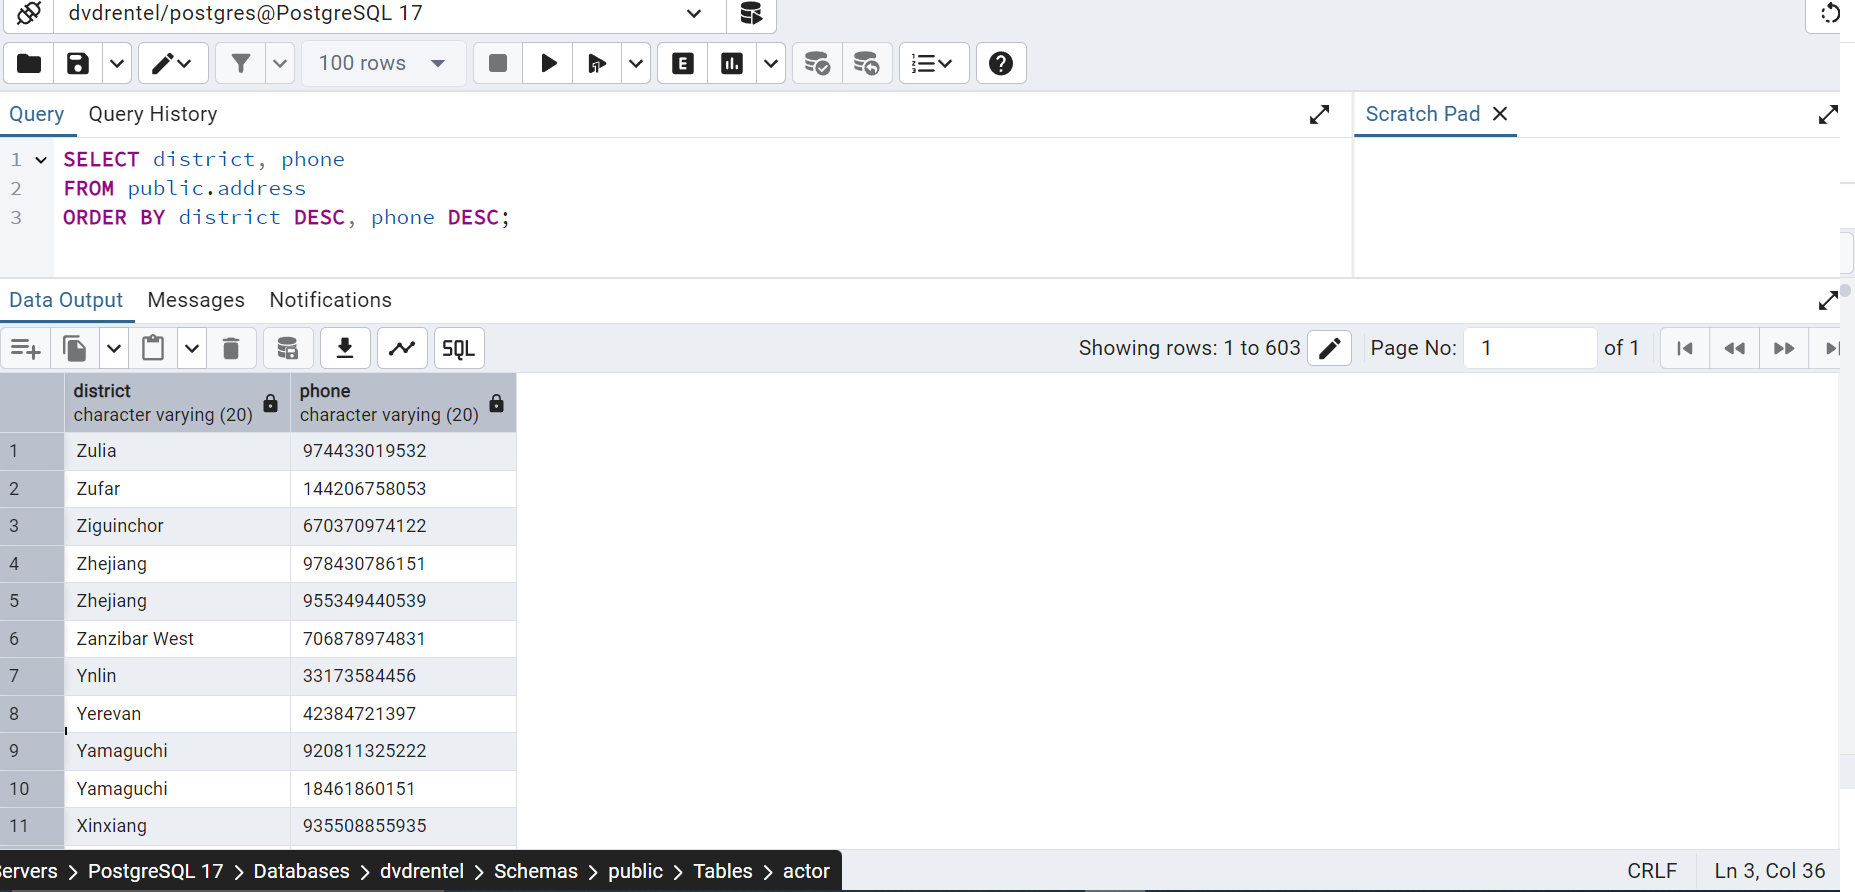 dvdrentel/postgres@PostgreSQL 17
100 rows
E
Query Query History
Scratch Pad
1 SELECT district, phone
2 FROM public.address
3 ORDER BY district DESC, phone DESC;
Data Output Messages Notifications
SQL Showing rows: 1 to 603 Page No: 1 of 1
district phone
character varying (20) character varying (20)
1 Zulia 974433019532
2 Zufar 144206758053
3 Ziguinchor 670370974122
4 Zhejiang 978430786151
5 Zhejiang 955349440539
6 Zanzibar West 706878974831
7 Ynlin 33173584456
8 Yerevan 42384721397
9 Yamaguchi 920811325222
10 Yamaguchi 18461860151
11 Xinxiang 935508855935
ervers > PostgreSQL 17 > Databases > dvdrentel > Schemas > public > Tables > actor
CRLF Ln 3, Col 36